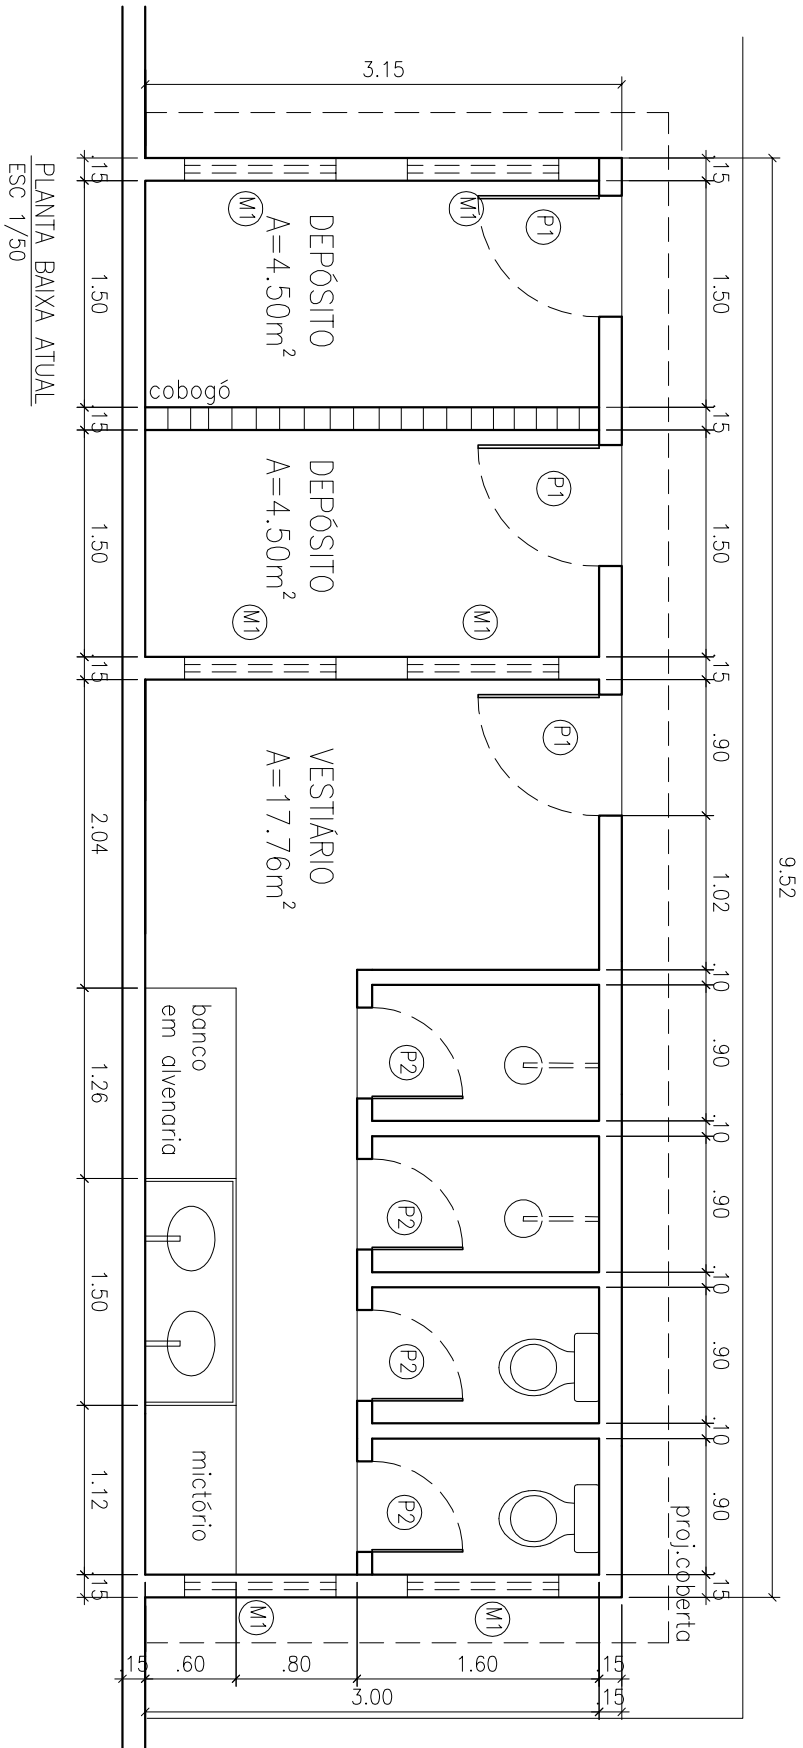 9.52
.15 1.50 .15 1.50 .15 .90 1.02 .10 .90 .10 .90 .10 .90 .10 .90 .15
proj.coberta
3.15
P1
P1
P1
M1
M1
M1
DEPÓSITO
A=4.50m²
DEPÓSITO
A=4.50m²
VESTIÁRIO
A=17.76m²
P2
P2
P2
P2
M1
M1
M1
cobogó
banco
em alvenaria
mictório
.15 .60 .80 1.60 .15
3.00 .15
.15 1.50 .15 1.50 .15 2.04 1.26 1.50 1.12 .15
PLANTA BAIXA ATUAL
ESC 1/50